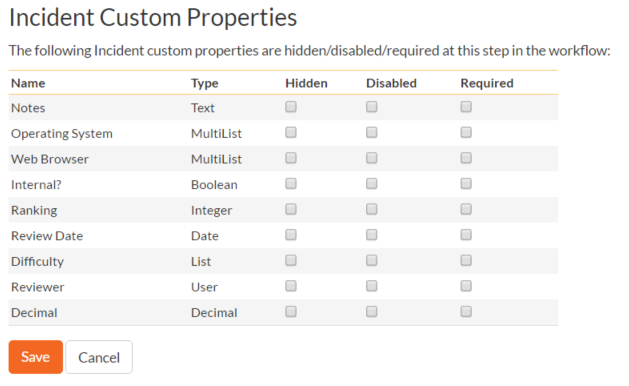 Incident Custom Properties
The following Incident custom properties are hidden/disabled/required at this step in the workflow:
Name Type Hidden Disabled Required
Notes Text
Operating System MultiList
Web Browser MultiList
Internal? Boolean
Ranking Integer
Review Date Date
Difficulty List
Reviewer User
Decimal Decimal
Save Cancel